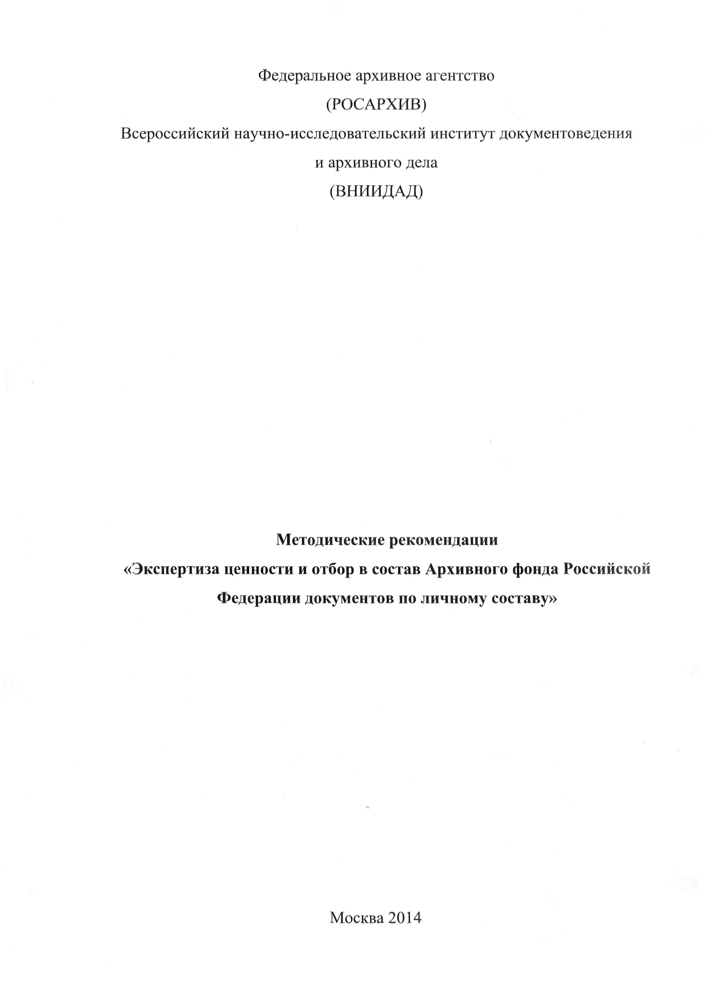 Федеральное архивное агентство
(РОСАРХИВ)
Всероссийский научно-исследовательский институт документоведения
и архивного дела
(ВНИИДАД)
Методические рекомендации
«Экспертиза ценности и отбор в состав Архивного фонда Российской
Федерации документов по личному составу»
Москва 2014